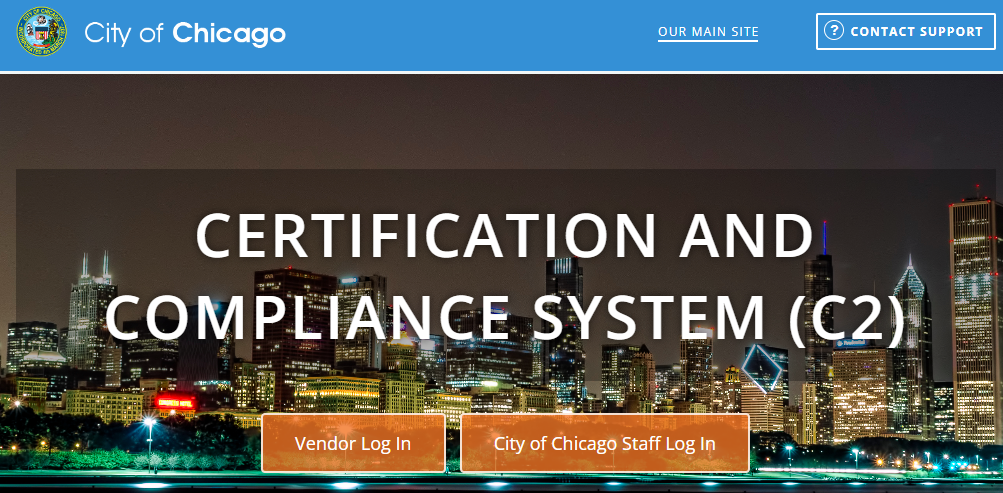 City of Chicago
OUR MAIN SITE
? CONTACT SUPPORT
CERTIFICATION AND
COMPLIANCE SYSTEM (C2)
Vendor Log In
City of Chicago Staff Log In